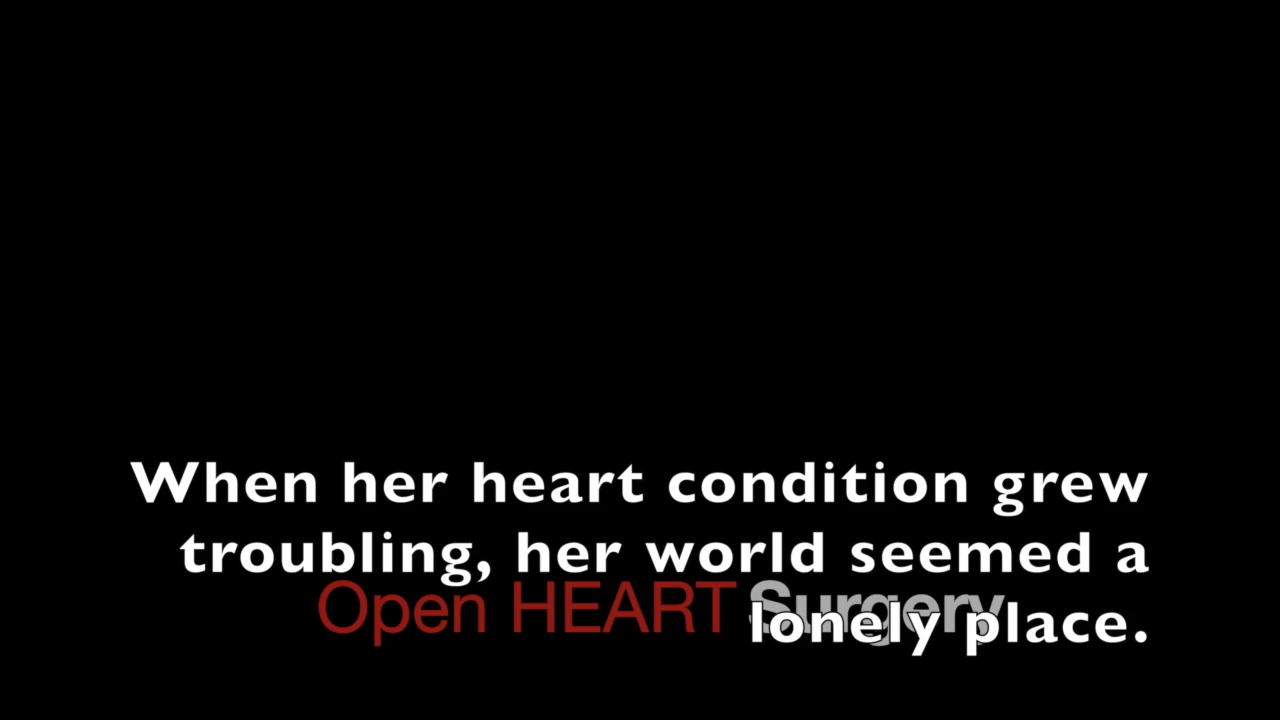 When her heart condition grew
troubling, her world seemed a
Open HEART Surgery
lonely place.